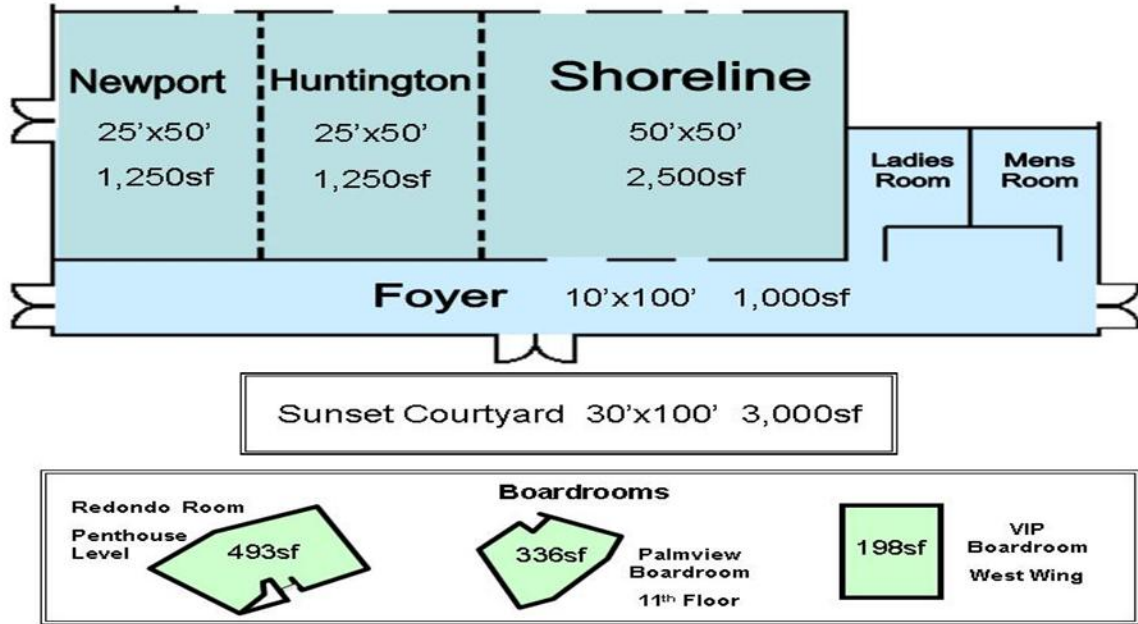 Newport
25'x50'
1,250sf
Huntington
25'x50'
1,250sf
Shoreline
50'x50'
2,500sf
Ladies
Room
Mens
Room
Foyer 10'x100' 1,000sf
Sunset Courtyard 30'x100' 3,000sf
Boardrooms
Redondo Room
Penthouse
Level
493sf
336sf
Palmview
Boardroom
11th Floor
198sf
VIP
Boardroom
West Wing